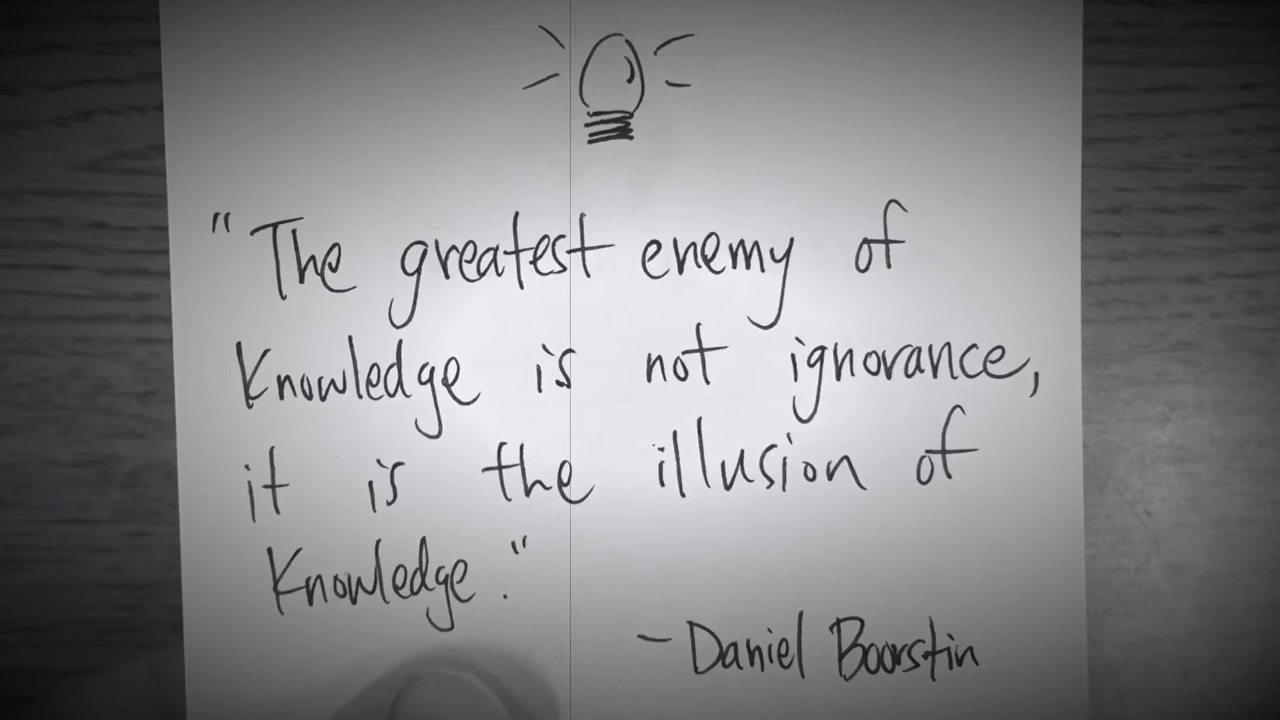 "The greatest enemy of
Knowledge is not ignorance,
it is the illusion of
Knowledge."
- Daniel Boorstin